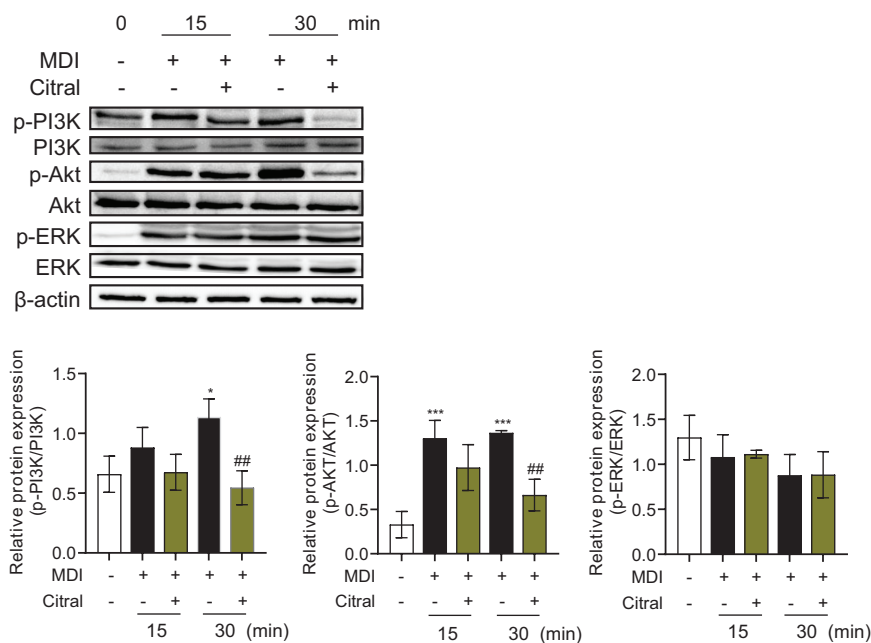 0 15 30 min
MDI - + + + +
Citral - - + - +
p-PI3K
PI3K
p-Akt
Akt
p-ERK
ERK
β-actin
Relative protein expression
(p-PI3K/PI3K)
1.5
1.0
0.5
0.0
*
##
MDI - + + + +
Citral - - + - +
15 30 (min)
Relative protein expression
(p-AKT/AKT)
2.0
1.5
1.0
0.5
0.0
***
***
##
MDI - + + + +
Citral - - + - +
15 30 (min)
Relative protein expression
(p-ERK/ERK)
2.0
1.5
1.0
0.5
0.0
MDI - + + + +
Citral - - + - +
15 30 (min)